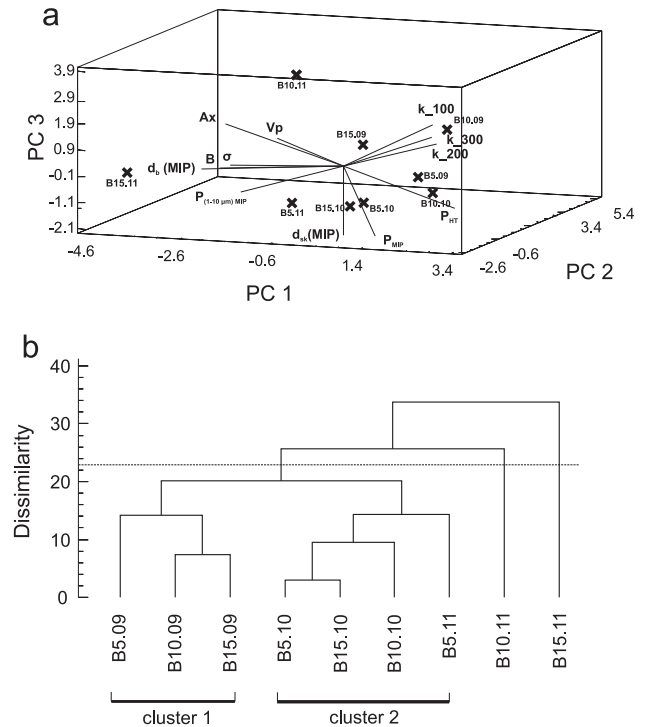 a
3.9
2.9
1.9
0.9
-0.1
-1.1
-2.1
PC 3
-4.6
-2.6
-0.6
1.4
3.4
PC 1
-2.6
-0.6
3.4
5.4
PC 2
B10.11
Ax
Vp
B15.09
k_100
B10.09
k_300
k_200
B σ
d_b (MIP)
B15.11
P_(1-10 µm) MIP
B5.09
B10.10
P_HT
B5.11
B15.10
B5.10
d_sk(MIP)
P_MIP
b
40
30
20
10
0
Dissimilarity
B5.09
B10.09
B15.09
B5.10
B15.10
B10.10
B5.11
B10.11
B15.11
cluster 1
cluster 2